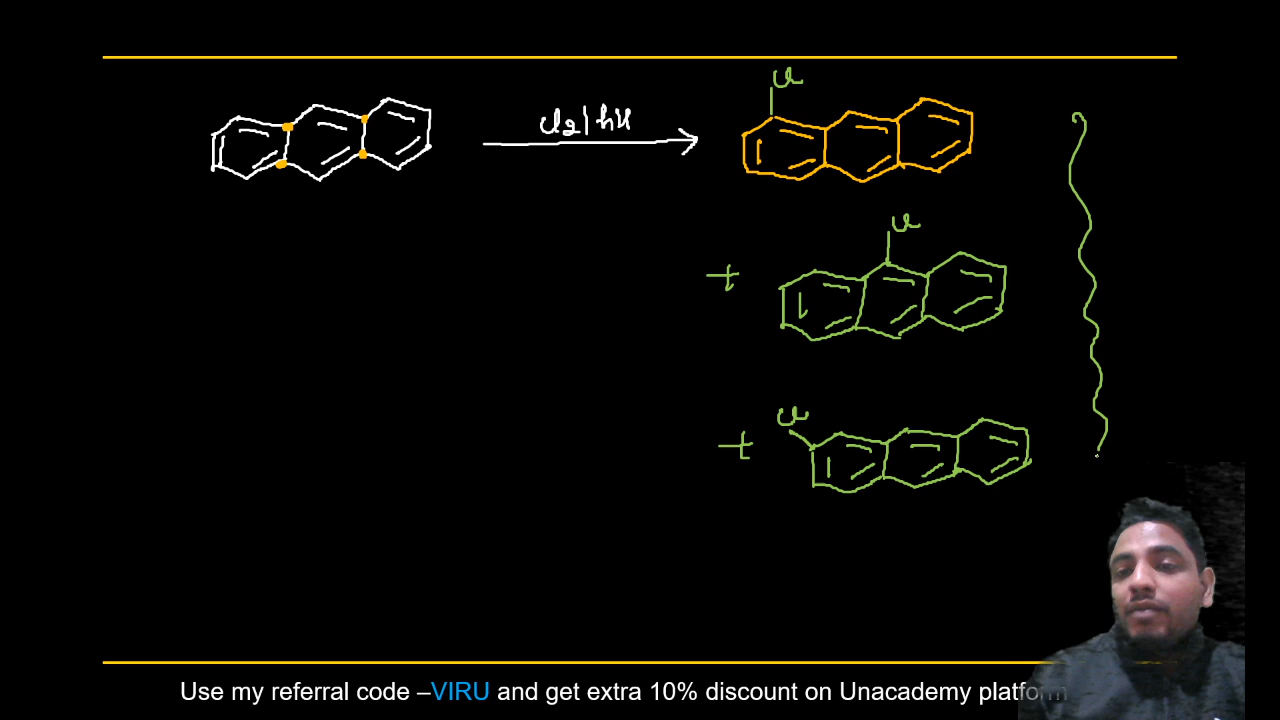 Cl
Cl2/hν
+
Cl
+
Cl
Use my referral code –VIRU and get extra 10% discount on Unacademy platform